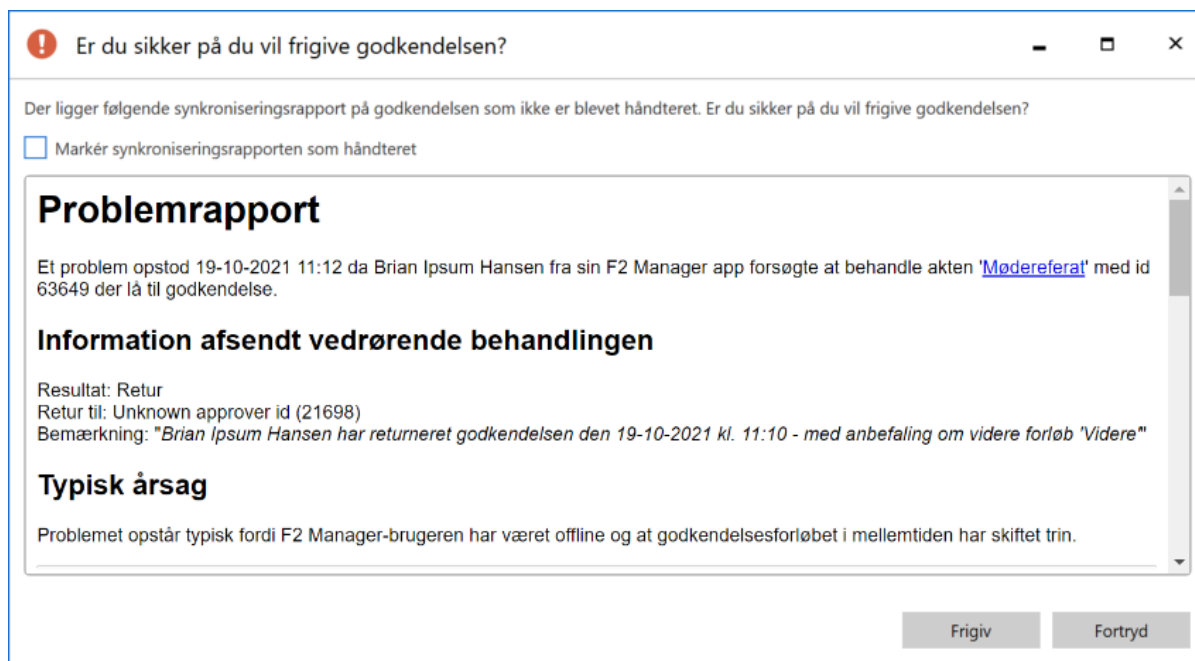 Er du sikker på du vil frigive godkendelsen?
Der ligger følgende synkroniseringsrapport på godkendelsen som ikke er blevet håndteret. Er du sikker på du vil frigive godkendelsen?
Markér synkroniseringsrapporten som håndteret
Problemrapport
Et problem opstod 19-10-2021 11:12 da Brian Ipsum Hansen fra sin F2 Manager app forsøgte at behandle akten 'Mødereferat' med id
63649 der lå til godkendelse.
Information afsendt vedrørende behandlingen
Resultat: Retur
Retur til: Unknown approver id (21698)
Bemærkning: "Brian Ipsum Hansen har returneret godkendelsen den 19-10-2021 kl. 11:10 - med anbefaling om videre forløb 'Videre'"
Typisk årsag
Problemet opstår typisk fordi F2 Manager-brugeren har været offline og at godkendelsesforløbet i mellemtiden har skiftet trin.
Frigiv
Fortryd